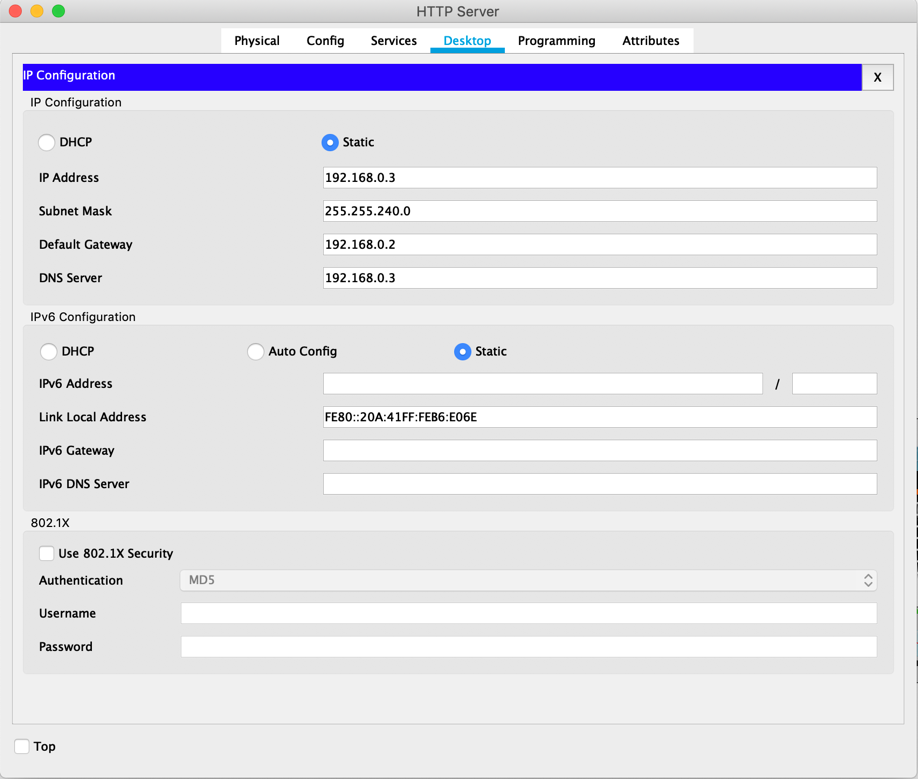 HTTP Server
Physical Config Services Desktop Programming Attributes
IP Configuration X
IP Configuration
DHCP Static
IP Address 192.168.0.3
Subnet Mask 255.255.240.0
Default Gateway 192.168.0.2
DNS Server 192.168.0.3
IPv6 Configuration
DHCP Auto Config Static
IPv6 Address /
Link Local Address FE80::20A:41FF:FEB6:E06E
IPv6 Gateway
IPv6 DNS Server
802.1X
Use 802.1X Security
Authentication MD5
Username
Password
Top